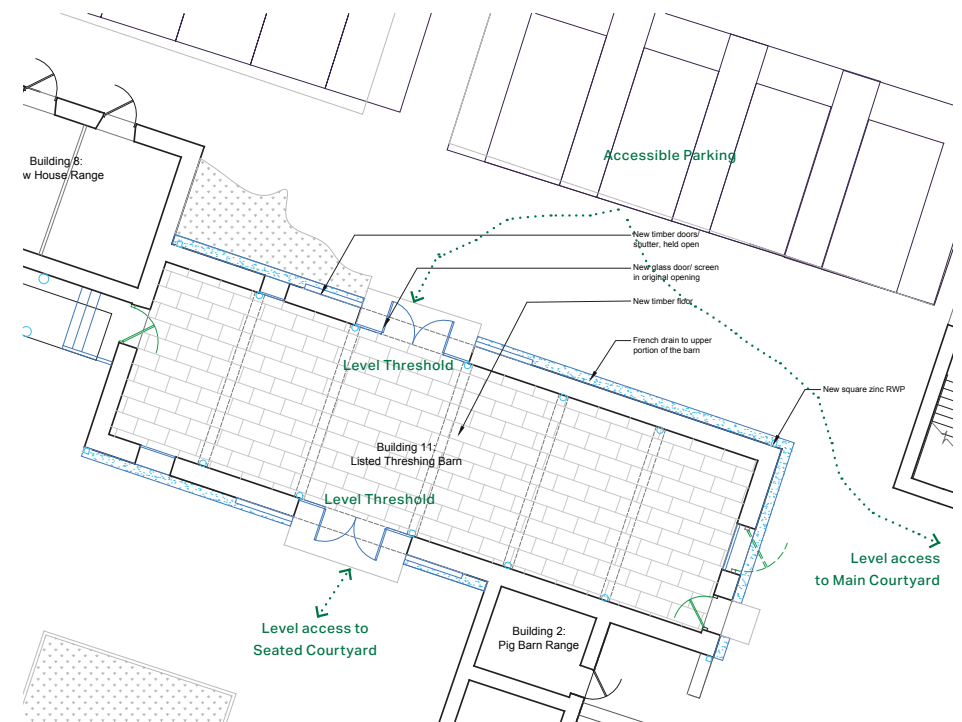 Accessible Parking
Building 8:
w House Range
New timber doors/
sputter, held open
New glass door/ screen
in original opening
New timber floor
French drain to upper
portion of the barn
Level Threshold
New square zinc RWP
Building 11:
Listed Threshing Barn
Level Threshold
Level access
to Main Courtyard
Level access to
Seated Courtyard
Building 2:
Pig Barn Range